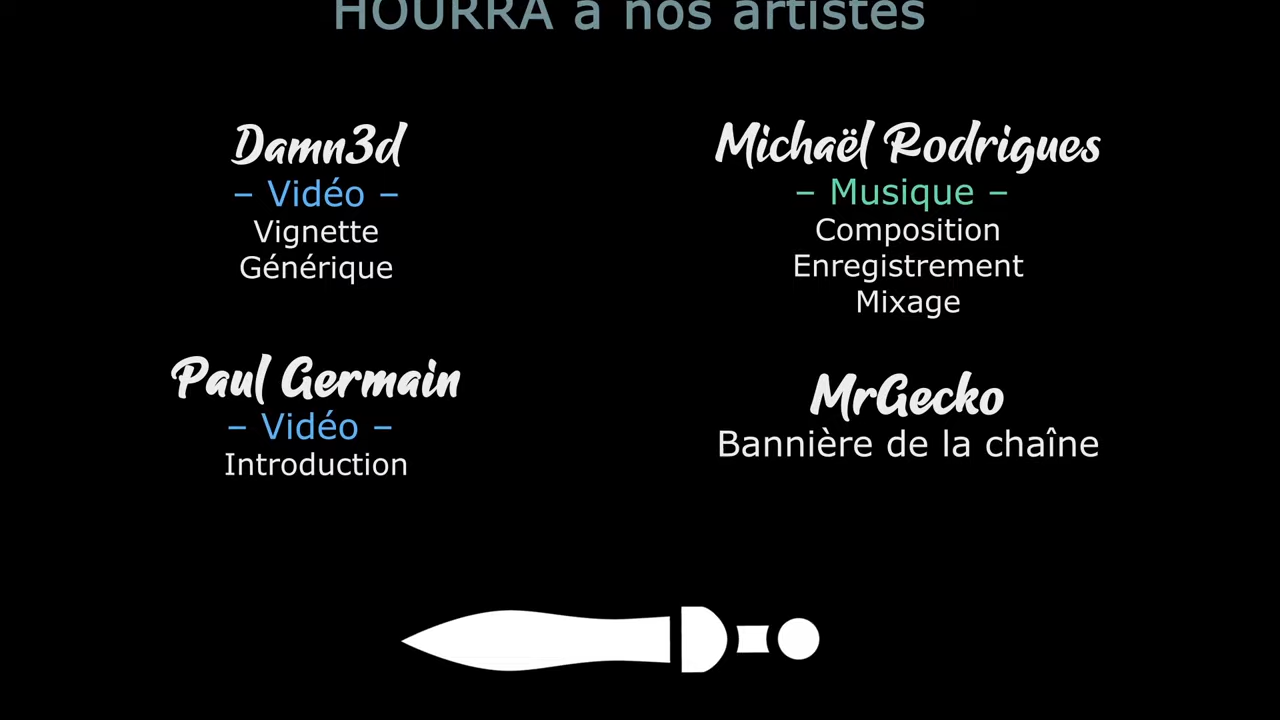 HOURRA à nos artistes
Damn3d
– Vidéo –
Vignette
Générique
Michaël Rodrigues
– Musique –
Composition
Enregistrement
Mixage
Paul Germain
– Vidéo –
Introduction
MrGecko
Bannière de la chaîne